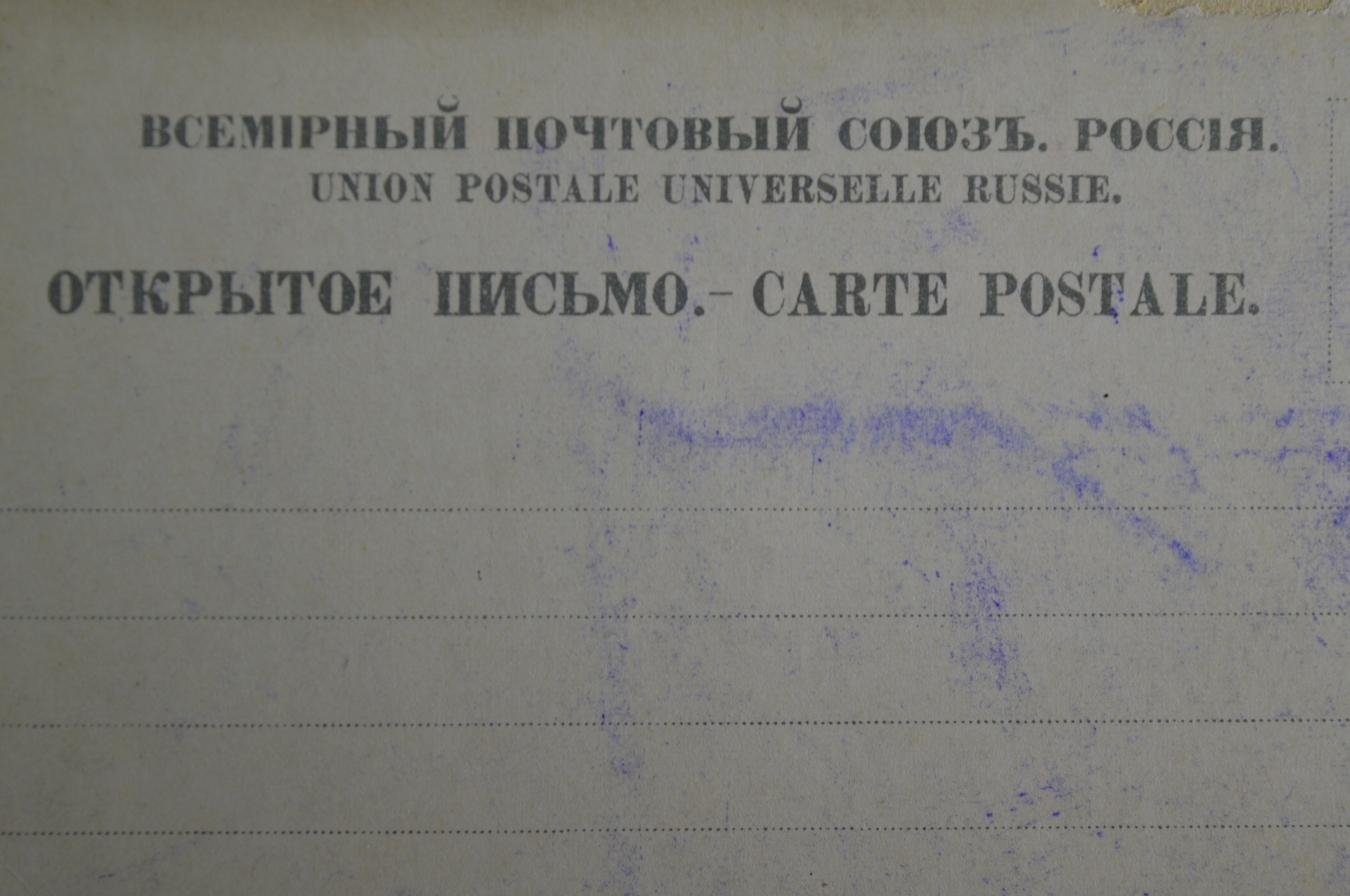 ВСЕМІРНЫЙ ПОЧТОВЫЙ СОЮЗЪ. РОССІЯ.
UNION POSTALE UNIVERSELLE RUSSIE.
ОТКРЫТОЕ ПИСЬМО.– CARTE POSTALE.